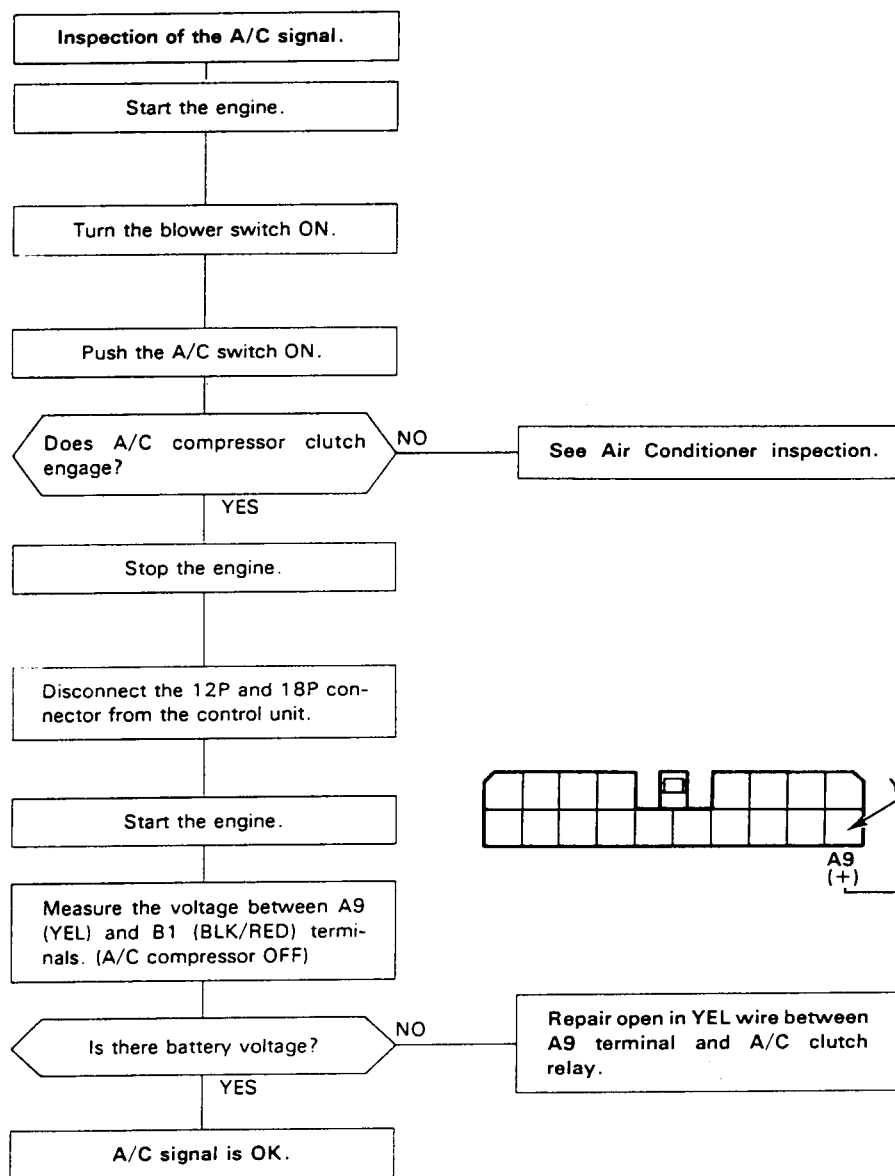 Inspection of the A/C signal.
Start the engine.
Turn the blower switch ON.
Push the A/C switch ON.
Does A/C compressor clutch
engage?
NO
See Air Conditioner inspection.
YES
Stop the engine.
Disconnect the 12P and 18P con-
nector from the control unit.
Start the engine.
A9
(+)
Measure the voltage between A9
(YEL) and B1 (BLK/RED) termi-
nals. (A/C compressor OFF)
Is there battery voltage?
NO
Repair open in YEL wire between
A9 terminal and A/C clutch
relay.
YES
A/C signal is OK.